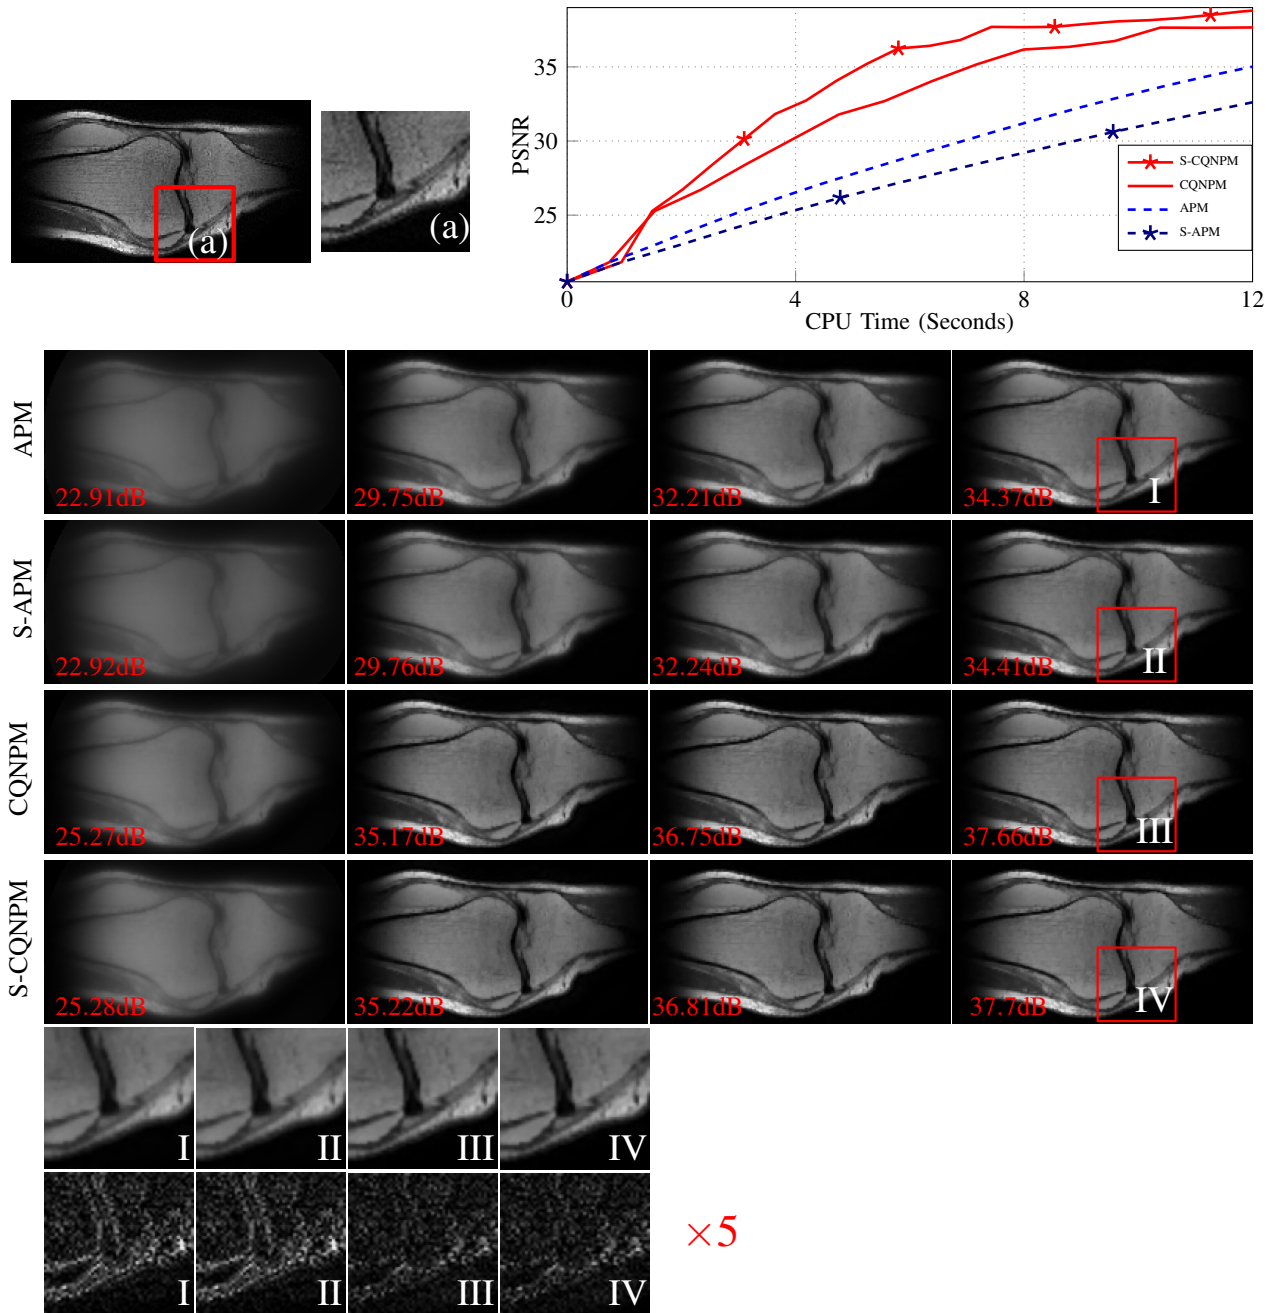 (a)
(a)
PSNR
35
30
25
0
4
8
12
CPU Time (Seconds)
S-CQNPM
CQNPM
APM
S-APM
APM
22.91dB
29.75dB
32.21dB
34.37dB
I
S-APM
22.92dB
29.76dB
32.24dB
34.41dB
II
CQNPM
25.27dB
35.17dB
36.75dB
37.66dB
III
S-CQNPM
25.28dB
35.22dB
36.81dB
37.7dB
IV
I
II
III
IV
I
II
III
IV
×5